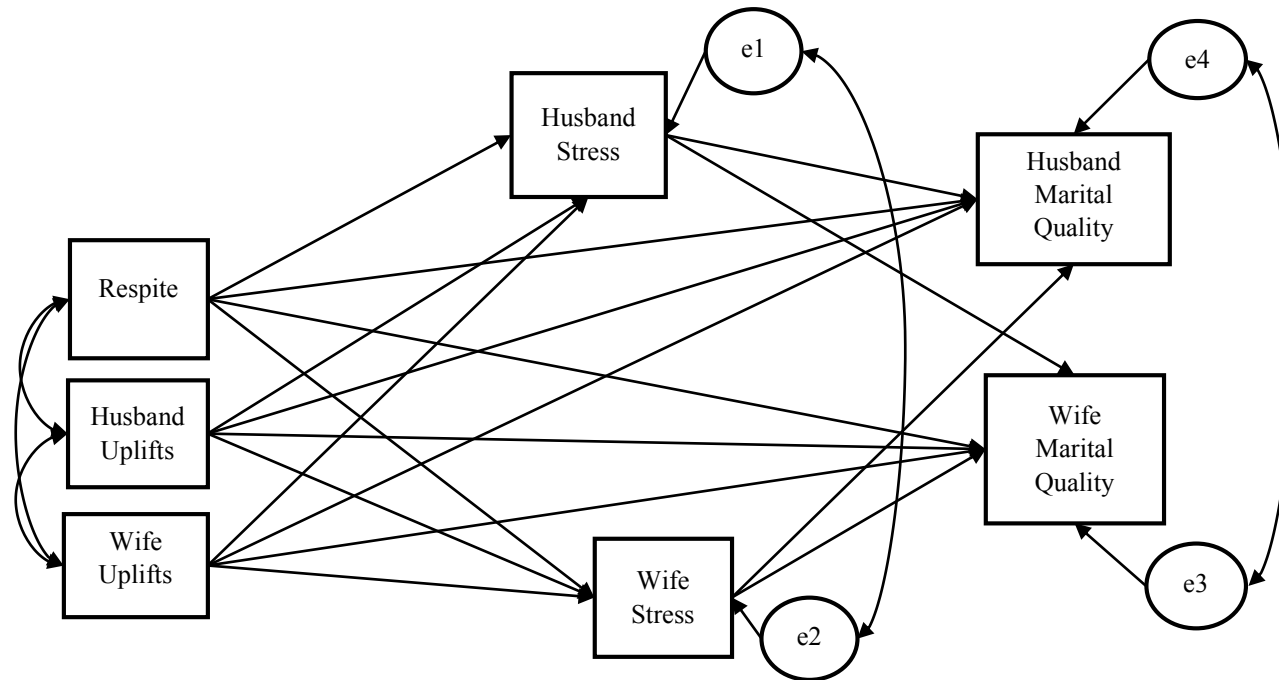 e1
e4
Husband
Stress
Husband
Marital
Quality
Respite
Husband
Uplifts
Wife
Marital
Quality
Wife
Uplifts
Wife
Stress
e3
e2